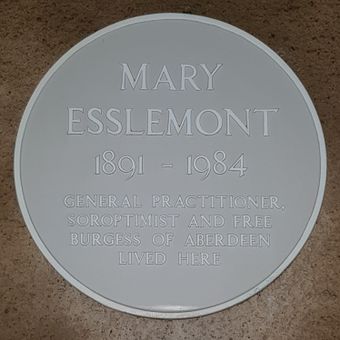 MARY
ESSLEMONT
1891 - 1984
GENERAL PRACTITIONER,
SOROPTIMIST AND FREE
BURGESS OF ABERDEEN
LIVED HERE